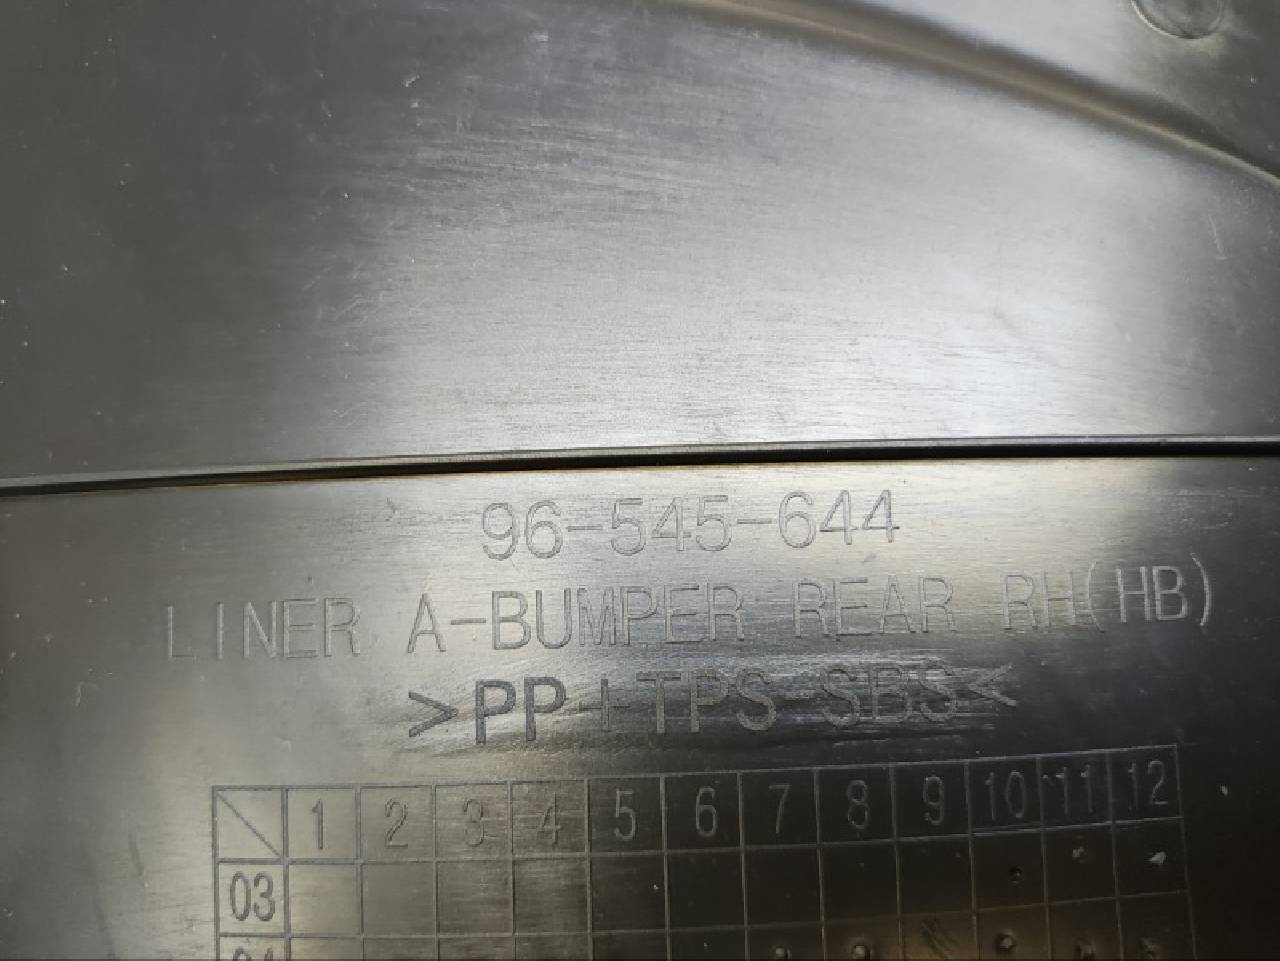 96-545-644
LINER A-BUMPER REAR RH(HB)
>PP+TPS-SBS<
1 2 3 4 5 6 7 8 9 10 11 12
03